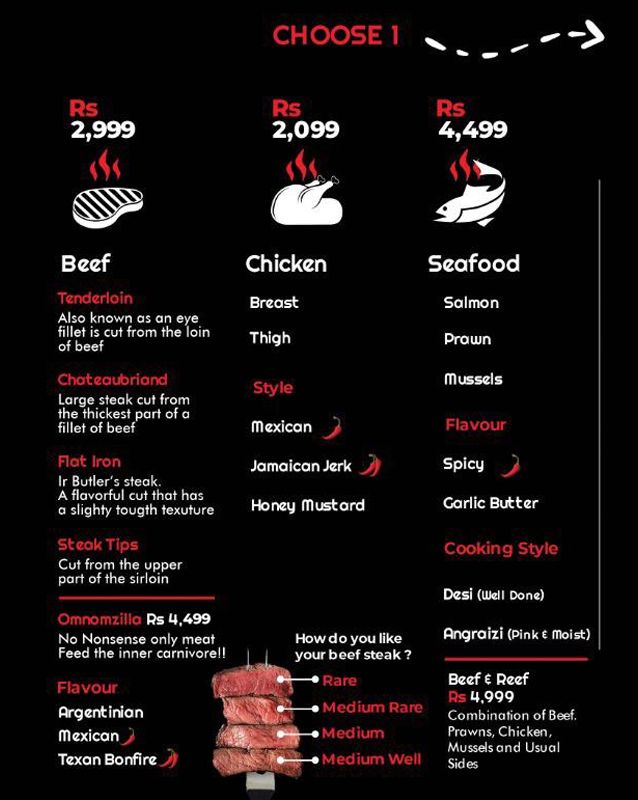 CHOOSE 1
Rs
2,999
Beef
Tenderloin
Also known as an eye
fillet is cut from the loin
of beef
Chateaubriand
Large steak cut from
the thickest part of a
fillet of beef
Flat Iron
Ir Butler's steak.
A flavorful cut that has
a slighty tougth texuture
Steak Tips
Cut from the upper
part of the sirloin
Omnomzilla Rs 4,499
No Nonsense only meat
Feed the inner carnivore!!
Flavour
Argentinian
Mexican
Texan Bonfire
Rs
2,099
Chicken
Breast
Thigh
Style
Mexican
Jamaican Jerk
Honey Mustard
How do you like
your beef steak ?
Rare
Medium Rare
Medium
Medium Well
Rs
4,499
Seafood
Salmon
Prawn
Mussels
Flavour
Spicy
Garlic Butter
Cooking Style
Desi (Well Done)
Angraizi (Pink & Moist)
Beef & Reef
Rs 4,999
Combination of Beef.
Prawns, Chicken,
Mussels and Usual
Sides